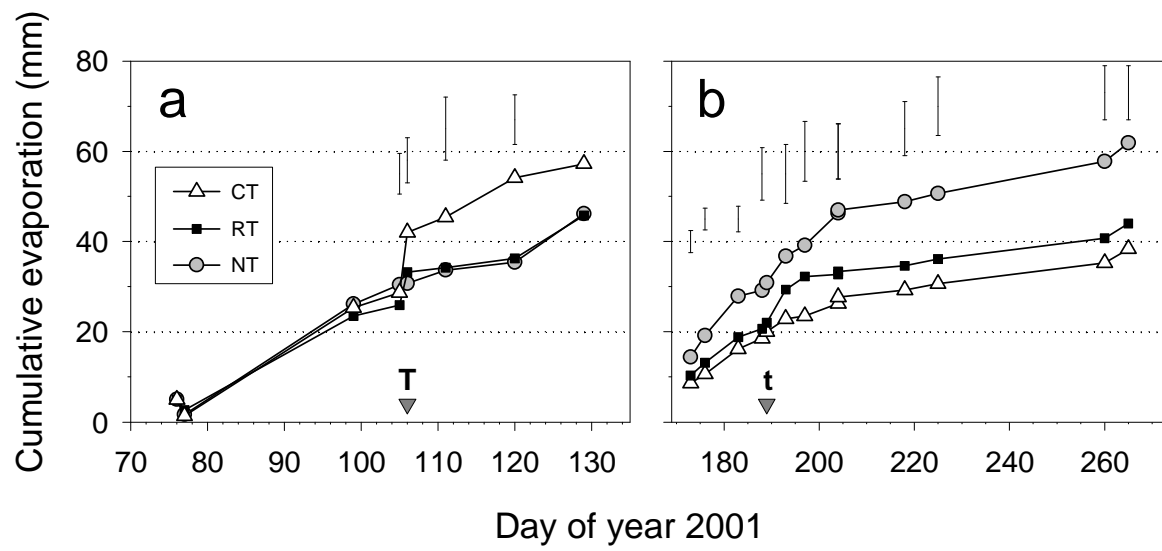 Cumulative evaporation (mm)
80
60
40
20
0
a
CT
RT
NT
T
70 80 90 100 110 120 130
b
t
180 200 220 240 260
Day of year 2001